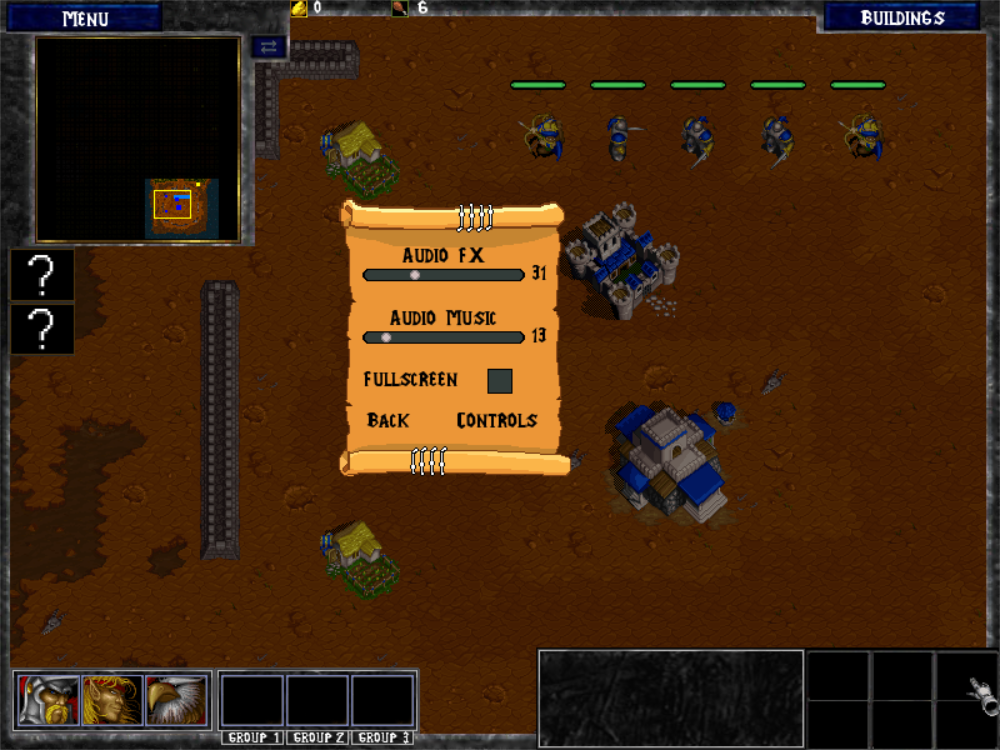 MENU
0
6
BUILDINGS
?
?
AUDIO FX
31
AUDIO MUSIC
13
FULLSCREEN
BACK CONTROLS
GROUP 1 GROUP 2 GROUP 3